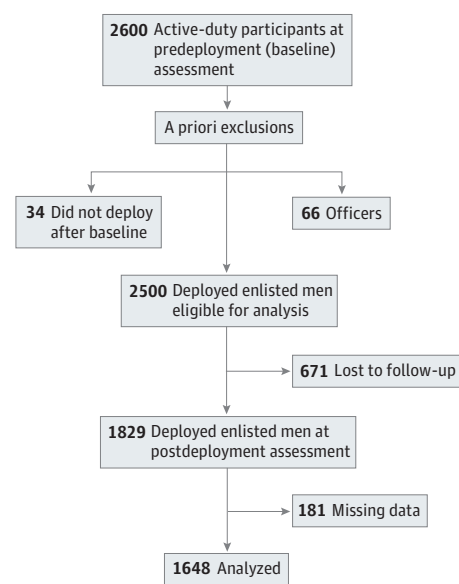 2600 Active-duty participants at
predeployment (baseline)
assessment
A priori exclusions
34 Did not deploy
after baseline
66 Officers
2500 Deployed enlisted men
eligible for analysis
671 Lost to follow-up
1829 Deployed enlisted men at
postdeployment assessment
181 Missing data
1648 Analyzed